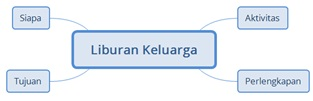 Siapa
Aktivitas
Liburan Keluarga
Tujuan
Perlengkapan